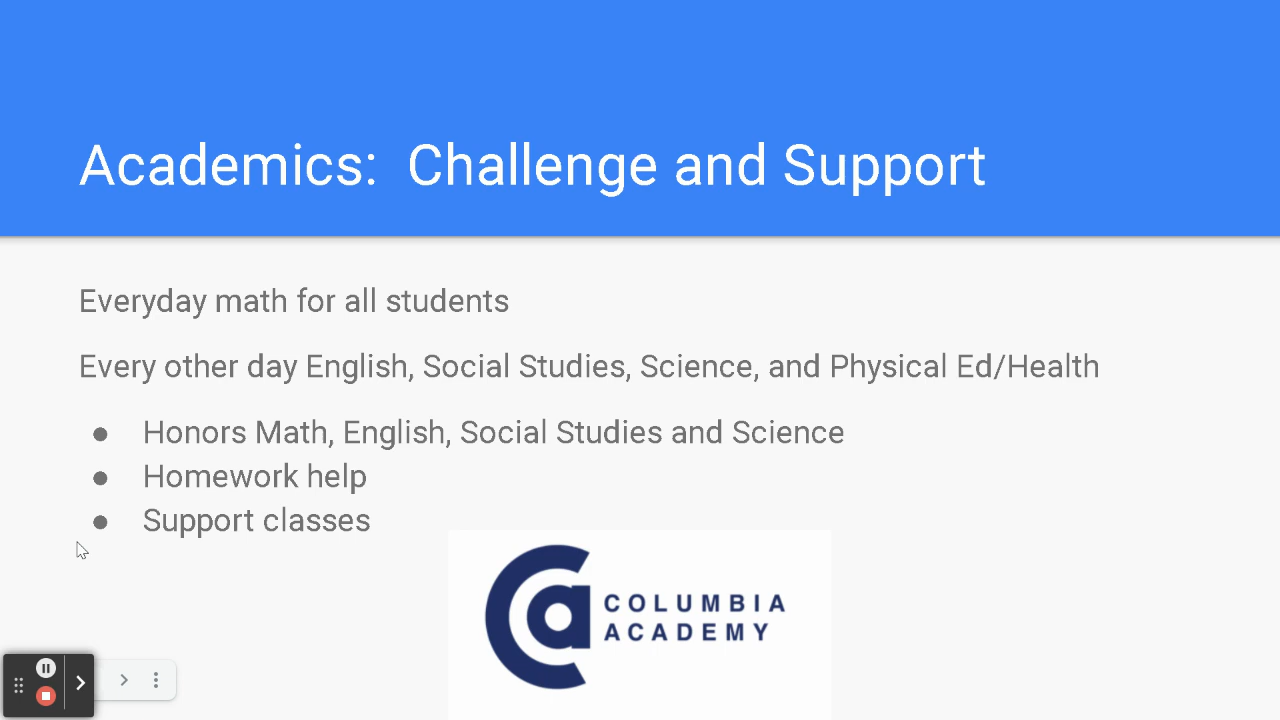 Academics:  Challenge and Support
Everyday math for all students
Every other day English, Social Studies, Science, and Physical Ed/Health
● Honors Math, English, Social Studies and Science
● Homework help
● Support classes
ca
COLUMBIA
ACADEMY